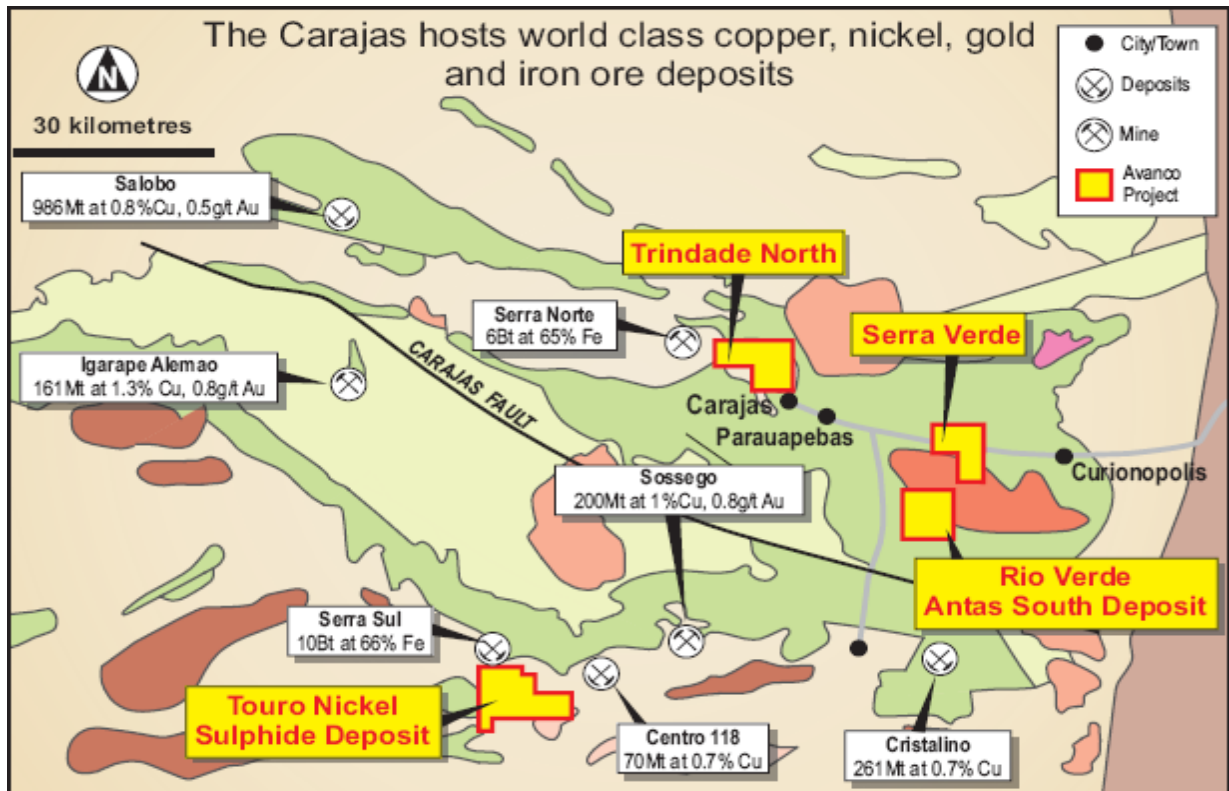 The Carajas hosts world class copper, nickel, gold
and iron ore deposits
N
30 kilometres
City/Town
Deposits
Mine
Avanco
Project
Salobo
986Mt at 0.8%Cu, 0.5g/t Au
Trindade North
Serra Norte
6Bt at 65% Fe
Serra Verde
Igarape Alemao
161Mt at 1.3% Cu, 0.8g/t Au
CARAJAS FAULT
Carajas
Parauapebas
Curionopolis
Sossego
200Mt at 1%Cu, 0.8g/t Au
Rio Verde
Antas South Deposit
Serra Sul
10Bt at 66% Fe
Touro Nickel
Sulphide Deposit
Centro 118
70Mt at 0.7% Cu
Cristalino
261Mt at 0.7% Cu